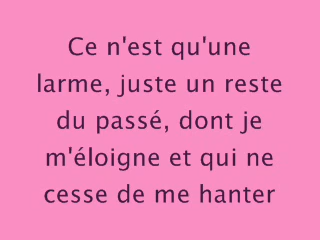 Ce n'est qu'une
larme, juste un reste
du passé, dont je
m'éloigne et qui ne
cesse de me hanter